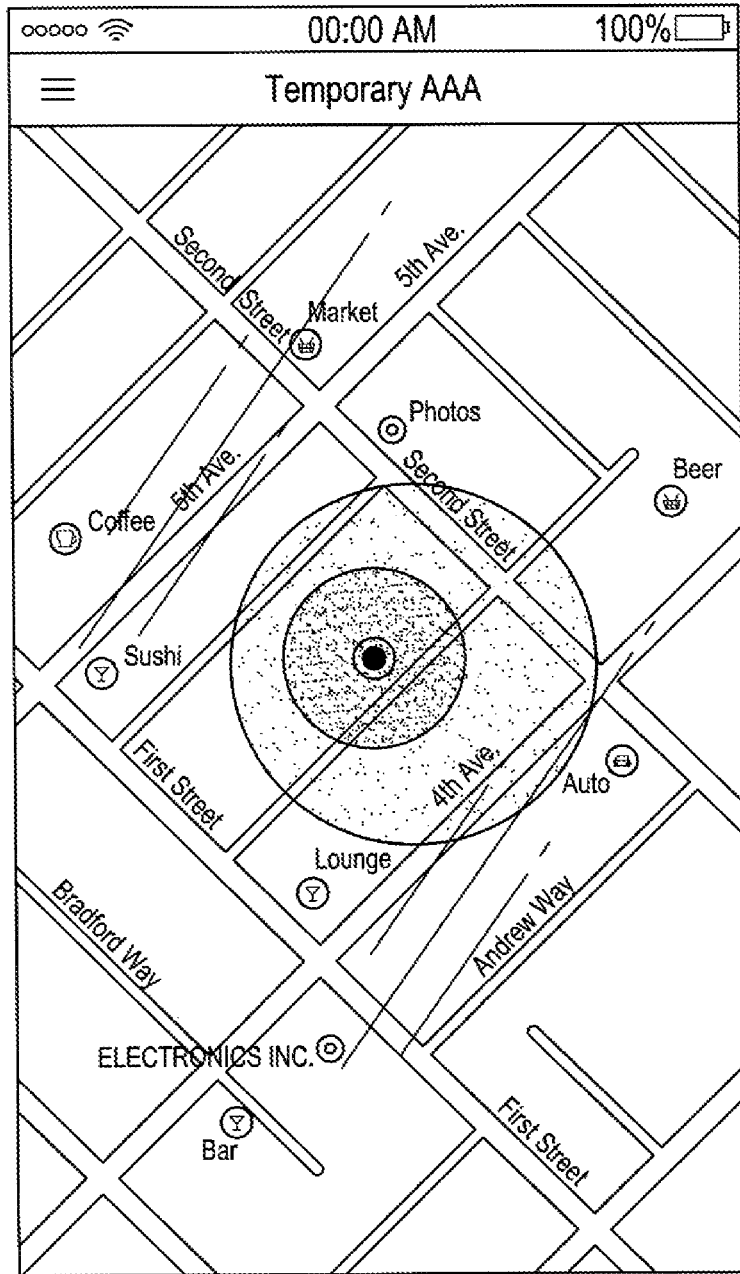 00:00 AM 100%
Temporary AAA
Second Street
5th Ave.
Market
Photos
Second Street
Beer
5th Ave.
Coffee
Sushi
First Street
4th Ave.
Auto
Lounge
Bradford Way
Andrew Way
ELECTRONICS INC.
Bar
First Street